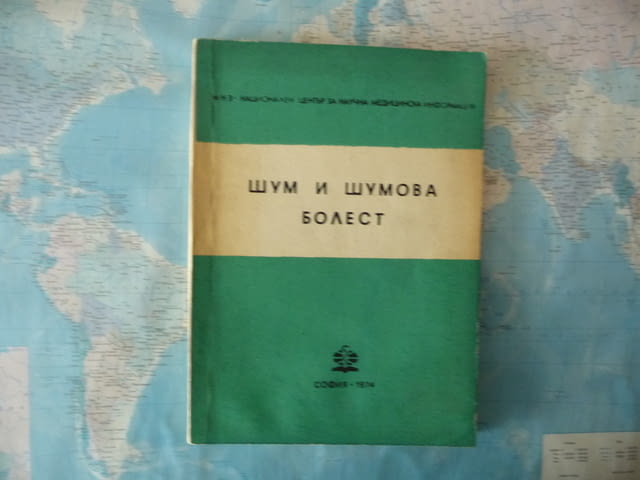 МНЗ - НАЦИОНАЛЕН ЦЕНТЪР ЗА НАУЧНА МЕДИЦИНСКА ИНФОРМАЦИЯ
ШУМ И ШУМОВА
БОЛЕСТ
СОФИЯ - 1974